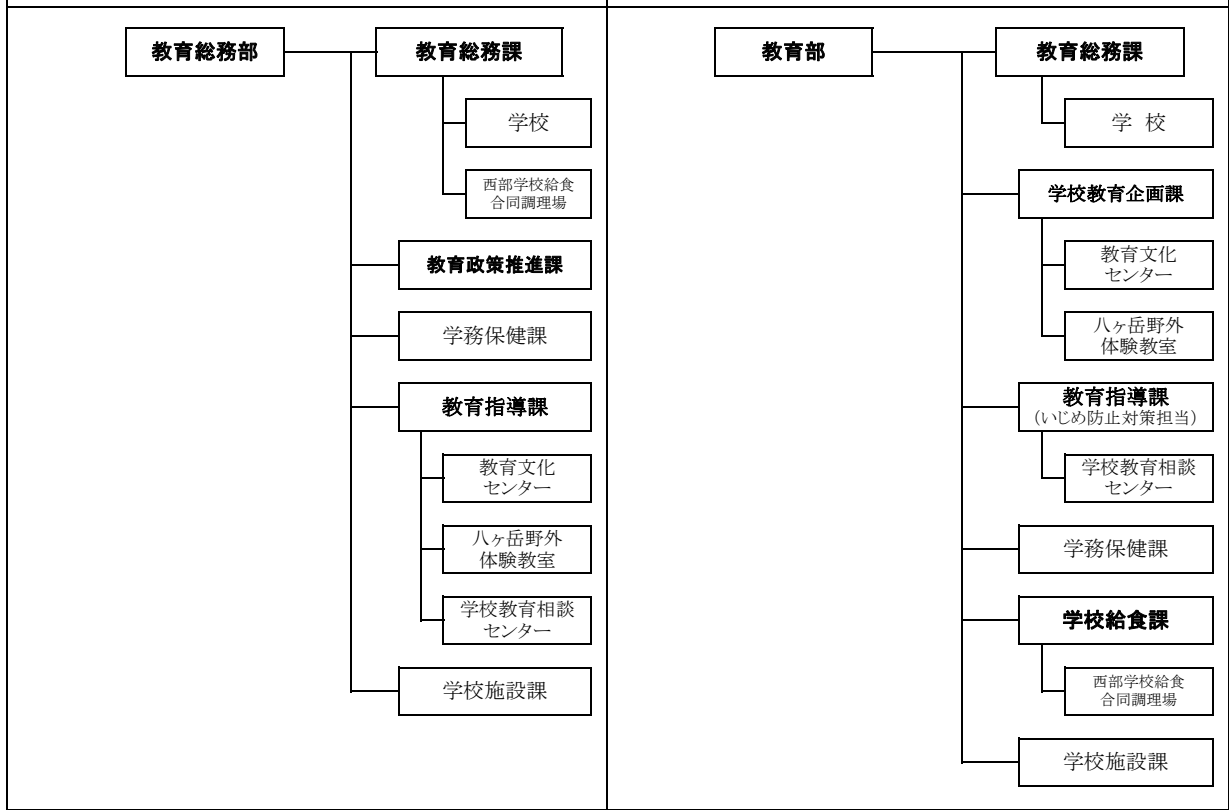 教育総務部
教育総務課
学校
西部学校給食
合同調理場
教育政策推進課
学務保健課
教育指導課
教育文化
センター
八ヶ岳野外
体験教室
学校教育相談
センター
学校施設課
教育部
教育総務課
学 校
学校教育企画課
教育文化
センター
八ヶ岳野外
体験教室
教育指導課
（いじめ防止対策担当）
学校教育相談
センター
学務保健課
学校給食課
西部学校給食
合同調理場
学校施設課